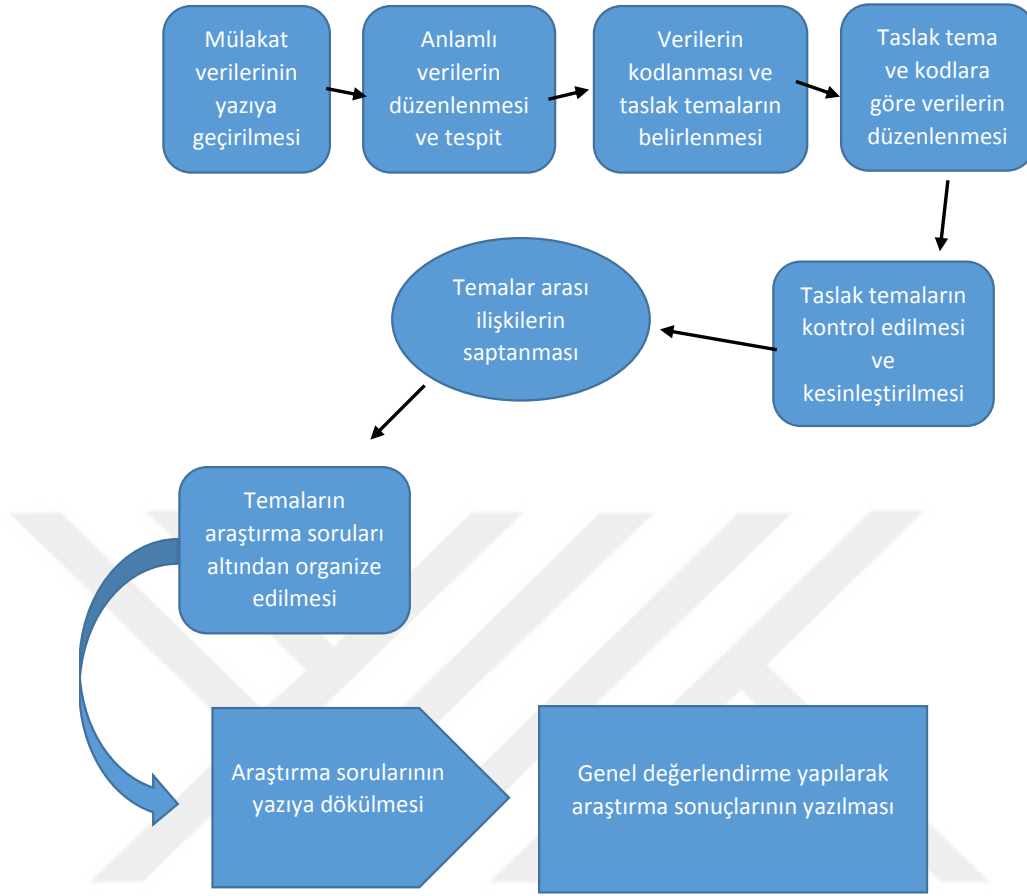 Mülakat
verilerinin
yazıya
geçirilmesi
Anlamlı
verilerin
düzenlenmesi
ve tespit
Verilerin
kodlanması ve
taslak temaların
belirlenmesi
Taslak tema
ve kodlara
göre verilerin
düzenlenmesi
Taslak temaların
kontrol edilmesi
ve
kesinleştirilmesi
Temalar arası
ilişkilerin
saptanması
Temaların
araştırma soruları
altından organize
edilmesi
Araştırma sorularının
yazıya dökülmesi
Genel değerlendirme yapılarak
araştırma sonuçlarının yazılması